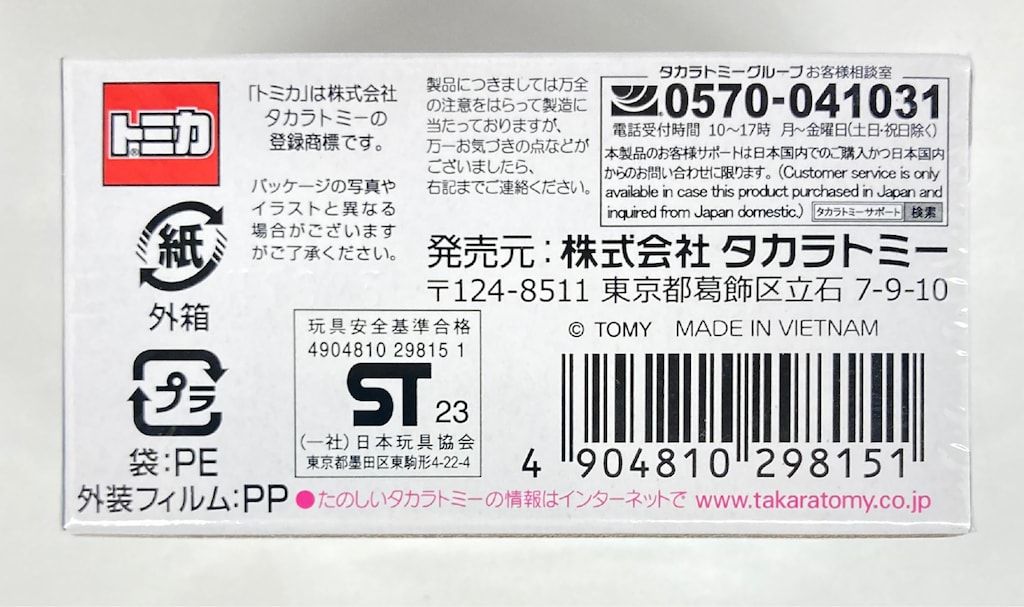 トミカ®
「トミカ」は株式会社
タカラトミーの
登録商標です。
パッケージの写真や
イラストと異なる
場合がございます
がご了承ください。
製品につきましては万全
の注意をはらって製造に
当たっておりますが、
万一お気づきの点などが
ございましたら、
右記までご連絡ください。
タカラトミーグループお客様相談室
0570-041031
電話受付時間 10～17時 月～金曜日(土日・祝日除く)
本製品のお客様サポートは日本国内でのご購入かつ日本国内
からのお問い合わせに限ります。(Customer service is only
available in case this product purchased in Japan and
inquired from Japan domestic.) タカラトミーサポート 検索
発売元：株式会社 タカラトミー
〒124-8511 東京都葛飾区立石 7-9-10
© TOMY MADE IN VIETNAM
紙
外箱
プラ
袋:PE
外装フィルム:PP
玩具安全基準合格
4904810 29815 1
ST 23
(一社)日本玩具協会
東京都墨田区東駒形4-22-4
4 904810 298151
●たのしいタカラトミーの情報はインターネットで www.takaratomy.co.jp